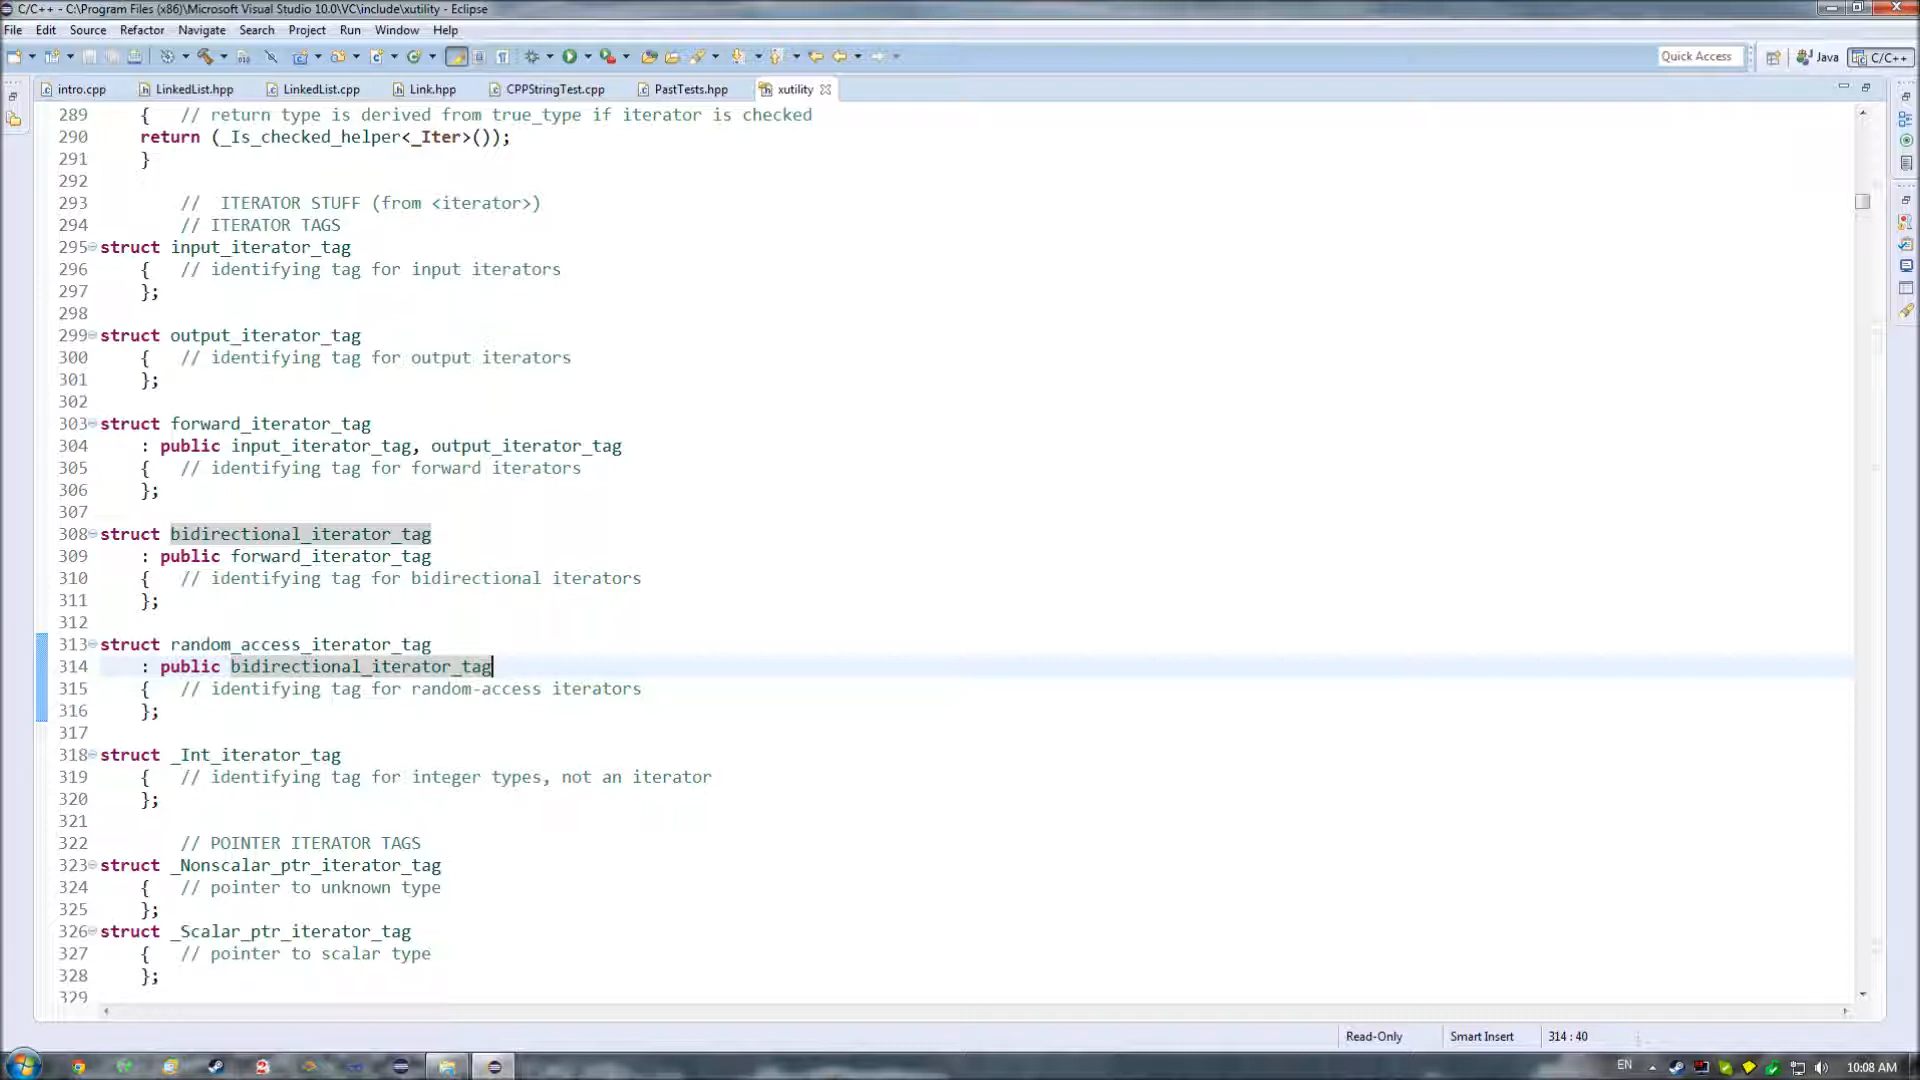 C/C++ - C:\Program Files (x86)\Microsoft Visual Studio 10.0\VC\include\xutility - Eclipse
File Edit Source Refactor Navigate Search Project Run Window Help
Quick Access Java C/C++
intro.cpp LinkedList.hpp LinkedList.cpp Link.hpp CPPStringTest.cpp PastTests.hpp xutility
289 { // return type is derived from true_type if iterator is checked
290 return (_Is_checked_helper<_Iter>());
291 }
292
293 // ITERATOR STUFF (from <iterator>)
294 // ITERATOR TAGS
295 struct input_iterator_tag
296 { // identifying tag for input iterators
297 };
298
299 struct output_iterator_tag
300 { // identifying tag for output iterators
301 };
302
303 struct forward_iterator_tag
304 : public input_iterator_tag, output_iterator_tag
305 { // identifying tag for forward iterators
306 };
307
308 struct bidirectional_iterator_tag
309 : public forward_iterator_tag
310 { // identifying tag for bidirectional iterators
311 };
312
313 struct random_access_iterator_tag
314 : public bidirectional_iterator_tag
315 { // identifying tag for random-access iterators
316 };
317
318 struct _Int_iterator_tag
319 { // identifying tag for integer types, not an iterator
320 };
321
322 // POINTER ITERATOR TAGS
323 struct _Nonscalar_ptr_iterator_tag
324 { // pointer to unknown type
325 };
326 struct _Scalar_ptr_iterator_tag
327 { // pointer to scalar type
328 };
329
Read-Only Smart Insert 314 : 40
EN 10:08 AM